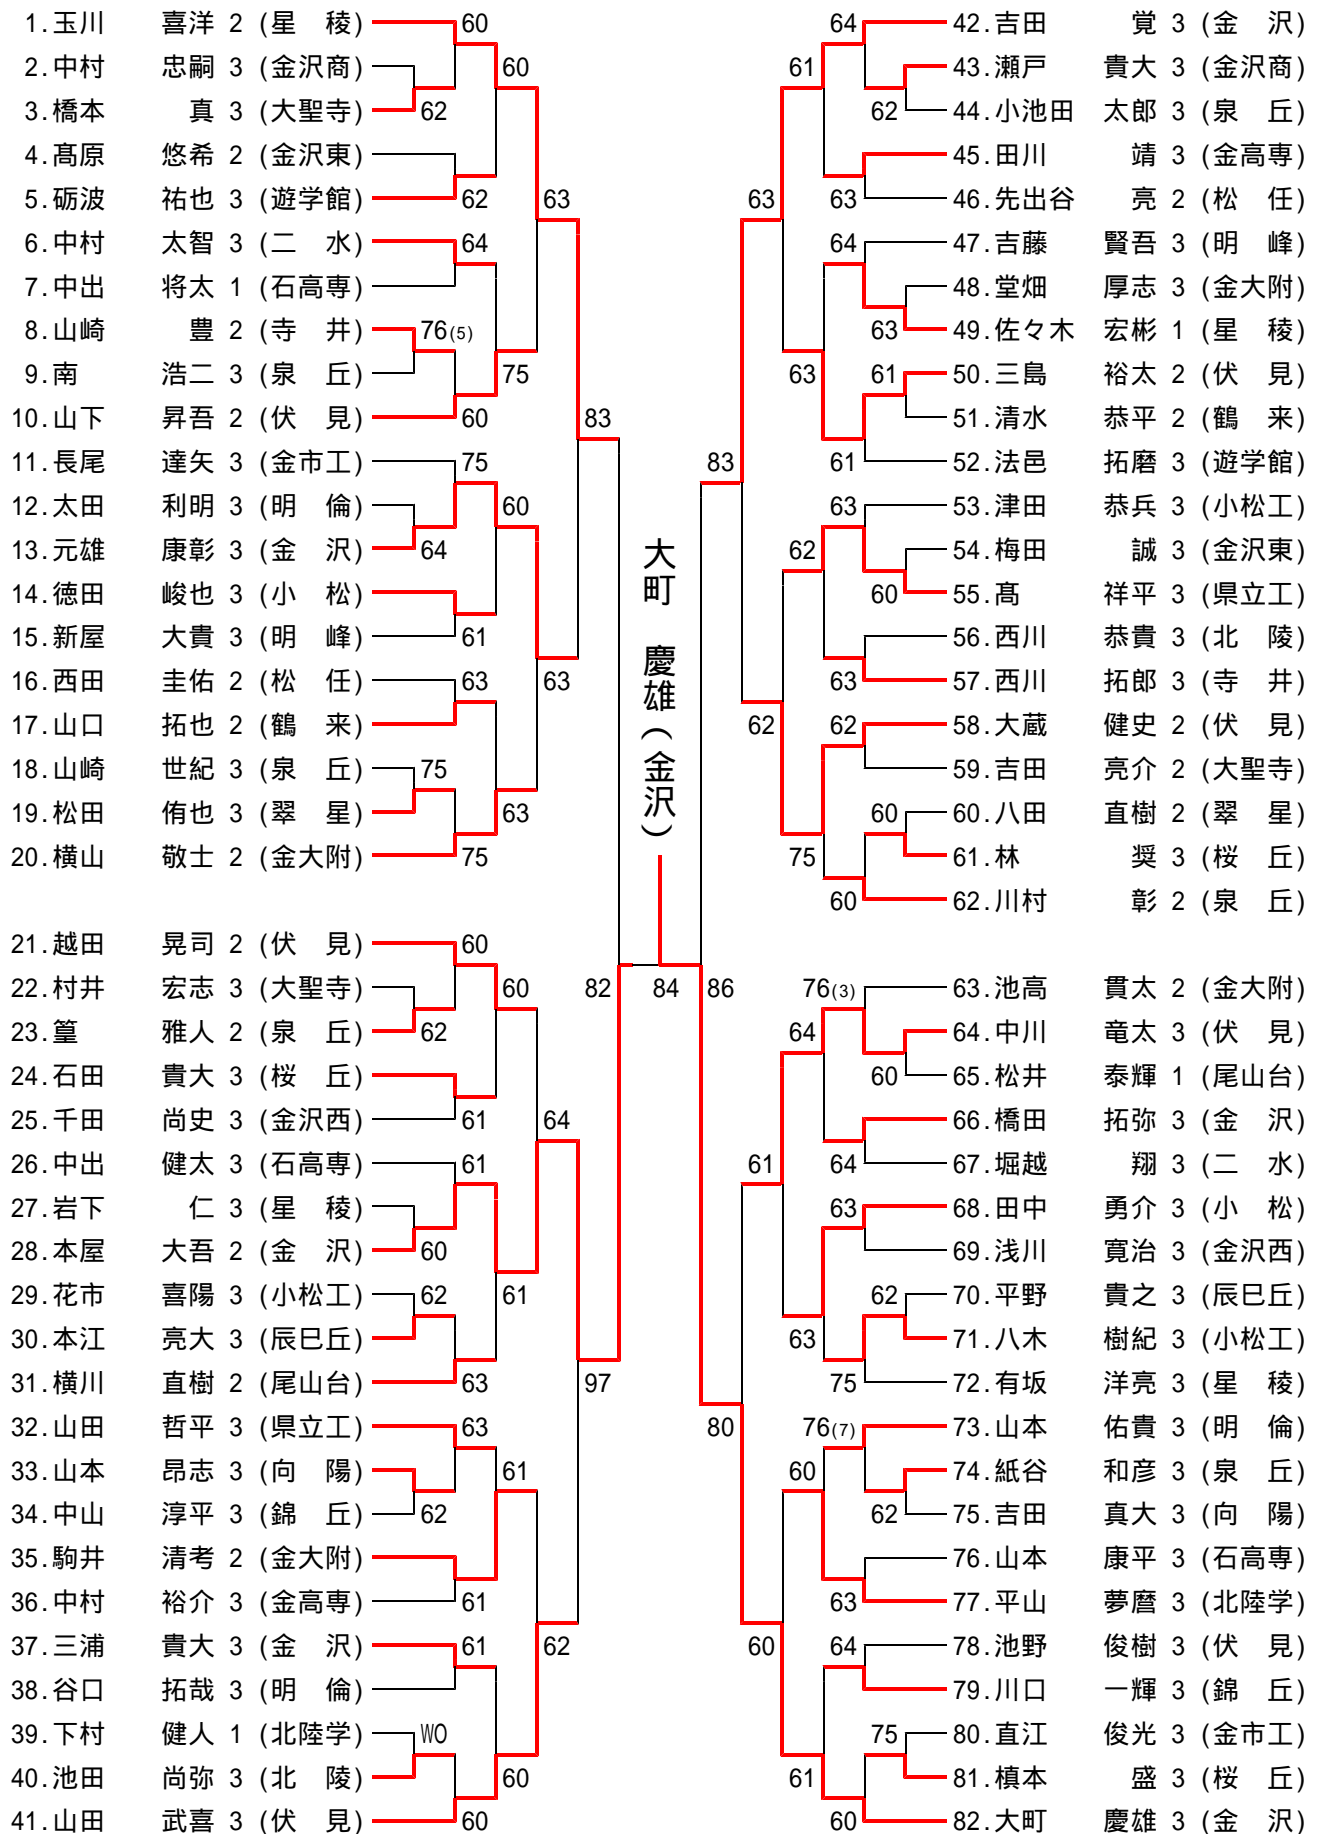 1.玉川 喜洋 2 (星 稜) 60
2.中村 忠嗣 3 (金沢商) 60
3.橋本 真 3 (大聖寺) 62
4.髙原 悠希 2 (金沢東)
5.砺波 祐也 3 (遊学館) 62 63
6.中村 太智 3 (二 水) 64
7.中出 将太 1 (石高専)
8.山崎 豊 2 (寺 井) 76(5)
9.南 浩二 3 (泉 丘) 75
10.山下 昇吾 2 (伏 見) 60 83
11.長尾 達矢 3 (金市工) 75
12.太田 利明 3 (明 倫) 60
13.元雄 康彰 3 (金 沢) 64
14.徳田 峻也 3 (小 松)
15.新屋 大貴 3 (明 峰) 61
16.西田 圭佑 2 (松 任) 63 63
17.山口 拓也 2 (鶴 来)
18.山崎 世紀 3 (泉 丘) 75
19.松田 侑也 3 (翠 星) 63
20.横山 敬士 2 (金大附) 75
21.越田 晃司 2 (伏 見) 60
22.村井 宏志 3 (大聖寺) 60 82
23.篁 雅人 2 (泉 丘) 62
24.石田 貴大 3 (桜 丘)
25.千田 尚史 3 (金沢西) 61 64
26.中出 健太 3 (石高専) 61
27.岩下 仁 3 (星 稜)
28.本屋 大吾 2 (金 沢) 60
29.花市 喜陽 3 (小松工) 62 61
30.本江 亮大 3 (辰巳丘)
31.横川 直樹 2 (尾山台) 63 97
32.山田 哲平 3 (県立工) 63
33.山本 昂志 3 (向 陽) 61
34.中山 淳平 3 (錦 丘) 62
35.駒井 清考 2 (金大附)
36.中村 裕介 3 (金高専) 61
37.三浦 貴大 3 (金 沢) 61 62
38.谷口 拓哉 3 (明 倫)
39.下村 健人 1 (北陸学) WO
40.池田 尚弥 3 (北 陵) 60
41.山田 武喜 3 (伏 見) 60
大町 慶雄(金沢)
84
64 42.吉田 覚 3 (金 沢)
61 43.瀬戸 貴大 3 (金沢商)
62 44.小池田 太郎 3 (泉 丘)
45.田川 靖 3 (金高専)
63 63 46.先出谷 亮 2 (松 任)
64 47.吉藤 賢吾 3 (明 峰)
48.堂畑 厚志 3 (金大附)
63 49.佐々木 宏彬 1 (星 稜)
63 61 50.三島 裕太 2 (伏 見)
51.清水 恭平 2 (鶴 来)
83 61 52.法邑 拓磨 3 (遊学館)
63 53.津田 恭兵 3 (小松工)
62 54.梅田 誠 3 (金沢東)
60 55.髙 祥平 3 (県立工)
56.西川 恭貴 3 (北 陵)
63 57.西川 拓郎 3 (寺 井)
62 62 58.大蔵 健史 2 (伏 見)
59.吉田 亮介 2 (大聖寺)
60 60.八田 直樹 2 (翠 星)
75 61.林 奨 3 (桜 丘)
60 62.川村 彰 2 (泉 丘)
86 76(3) 63.池高 貫太 2 (金大附)
64 64.中川 竜太 3 (伏 見)
60 65.松井 泰輝 1 (尾山台)
66.橋田 拓弥 3 (金 沢)
61 64 67.堀越 翔 3 (二 水)
63 68.田中 勇介 3 (小 松)
69.浅川 寛治 3 (金沢西)
62 70.平野 貴之 3 (辰巳丘)
63 71.八木 樹紀 3 (小松工)
75 72.有坂 洋亮 3 (星 稜)
80 76(7) 73.山本 佑貴 3 (明 倫)
60 74.紙谷 和彦 3 (泉 丘)
62 75.吉田 真大 3 (向 陽)
76.山本 康平 3 (石高専)
63 77.平山 夢暦 3 (北陸学)
60 64 78.池野 俊樹 3 (伏 見)
79.川口 一輝 3 (錦 丘)
75 80.直江 俊光 3 (金市工)
61 81.槙本 盛 3 (桜 丘)
60 82.大町 慶雄 3 (金 沢)